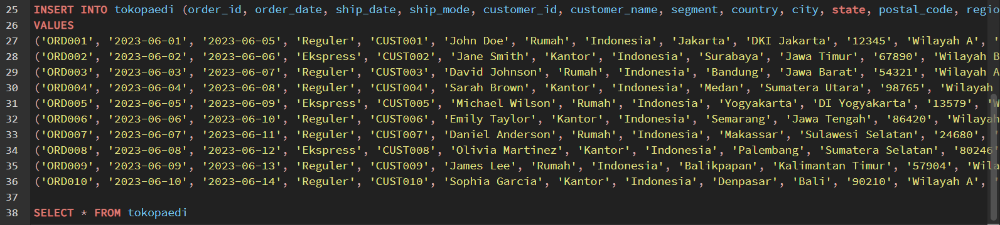 25 INSERT INTO tokopaedi (order_id, order_date, ship_date, ship_mode, customer_id, customer_name, segment, country, city, state, postal_code, regio
26 VALUES
27 ('ORD001', '2023-06-01', '2023-06-05', 'Reguler', 'CUST001', 'John Doe', 'Rumah', 'Indonesia', 'Jakarta', 'DKI Jakarta', '12345', 'Wilayah A', '
28 ('ORD002', '2023-06-02', '2023-06-06', 'Ekspress', 'CUST002', 'Jane Smith', 'Kantor', 'Indonesia', 'Surabaya', 'Jawa Timur', '67890', 'Wilayah B
29 ('ORD003', '2023-06-03', '2023-06-07', 'Reguler', 'CUST003', 'David Johnson', 'Rumah', 'Indonesia', 'Bandung', 'Jawa Barat', '54321', 'Wilayah A
30 ('ORD004', '2023-06-04', '2023-06-08', 'Reguler', 'CUST004', 'Sarah Brown', 'Kantor', 'Indonesia', 'Medan', 'Sumatera Utara', '98765', 'Wilayah
31 ('ORD005', '2023-06-05', '2023-06-09', 'Ekspress', 'CUST005', 'Michael Wilson', 'Rumah', 'Indonesia', 'Yogyakarta', 'DI Yogyakarta', '13579', 'W
32 ('ORD006', '2023-06-06', '2023-06-10', 'Reguler', 'CUST006', 'Emily Taylor', 'Kantor', 'Indonesia', 'Semarang', 'Jawa Tengah', '86420', 'Wilayah
33 ('ORD007', '2023-06-07', '2023-06-11', 'Reguler', 'CUST007', 'Daniel Anderson', 'Rumah', 'Indonesia', 'Makassar', 'Sulawesi Selatan', '24680', '
34 ('ORD008', '2023-06-08', '2023-06-12', 'Ekspress', 'CUST008', 'Olivia Martinez', 'Kantor', 'Indonesia', 'Palembang', 'Sumatera Selatan', '80246'
35 ('ORD009', '2023-06-09', '2023-06-13', 'Reguler', 'CUST009', 'James Lee', 'Rumah', 'Indonesia', 'Balikpapan', 'Kalimantan Timur', '57904', 'Wila
36 ('ORD010', '2023-06-10', '2023-06-14', 'Reguler', 'CUST010', 'Sophia Garcia', 'Kantor', 'Indonesia', 'Denpasar', 'Bali', '90210', 'Wilayah A', '
37
38 SELECT * FROM tokopaedi